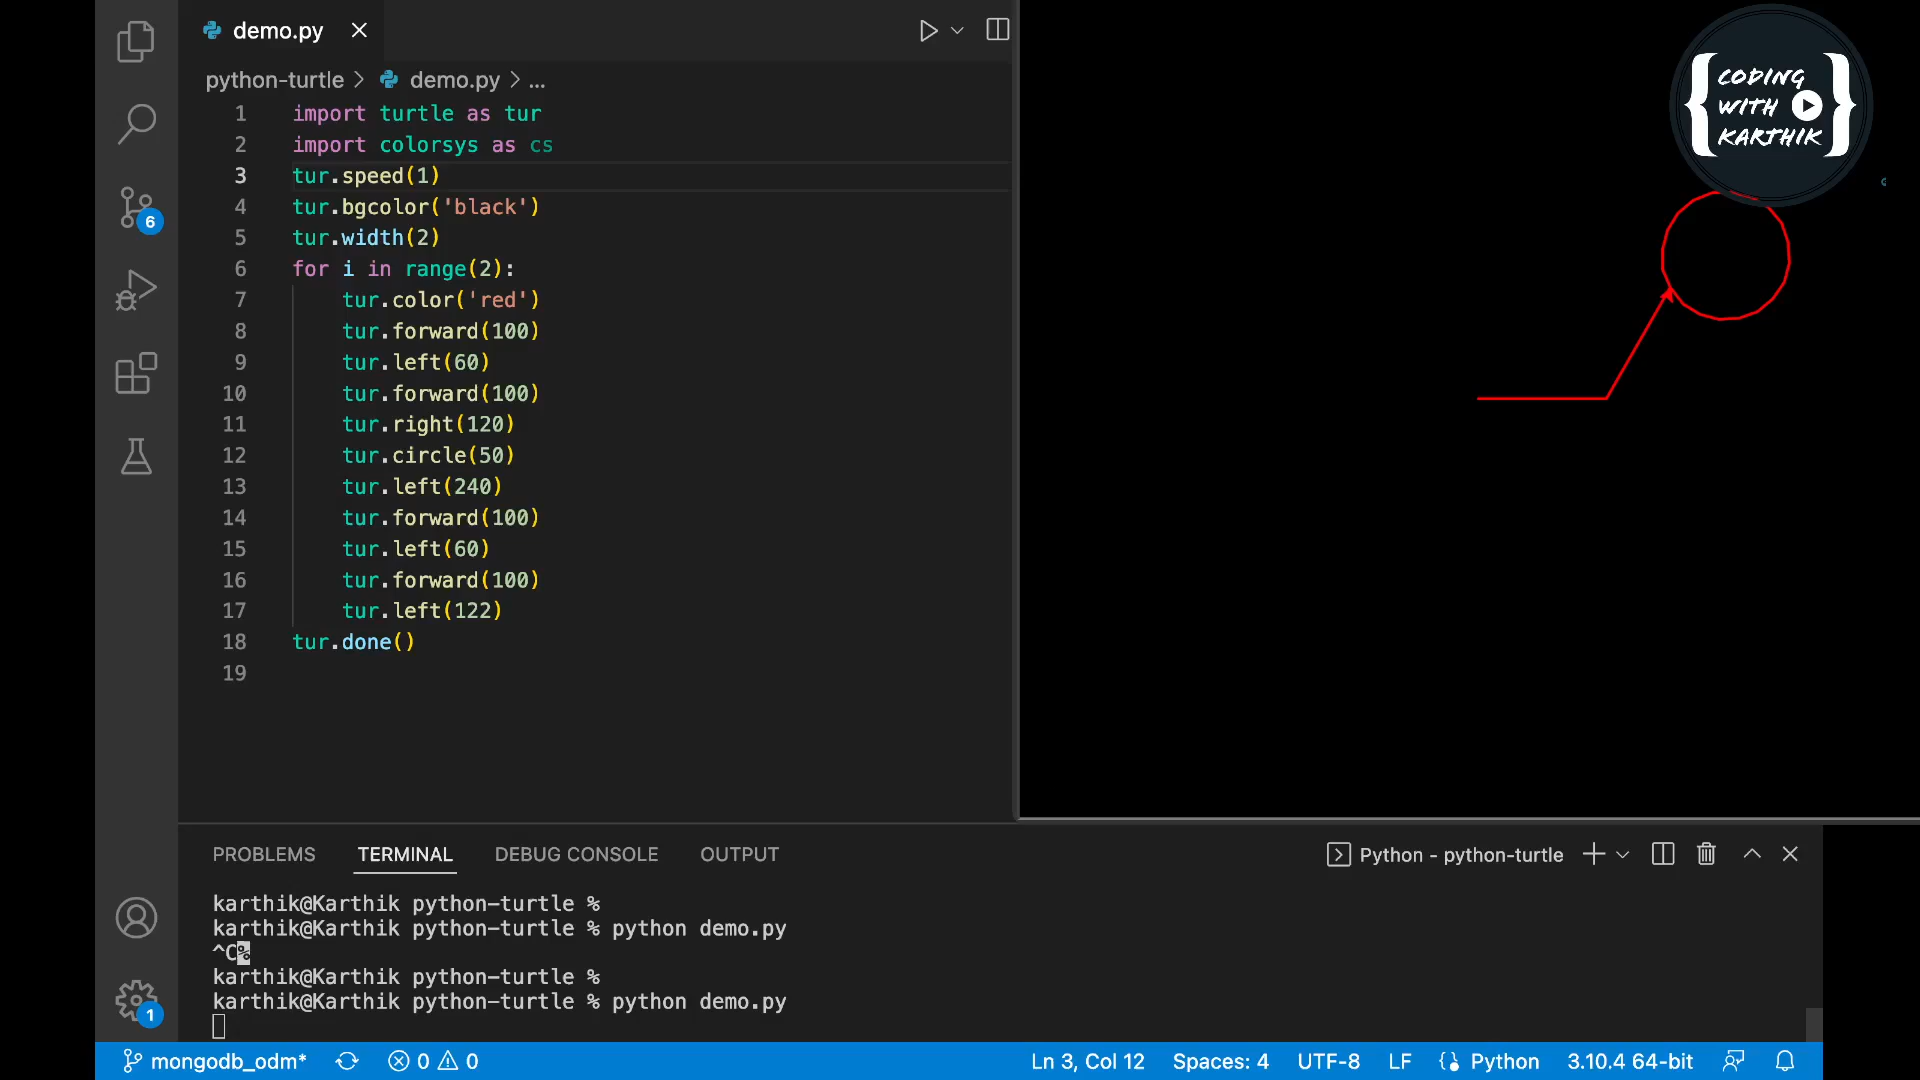 demo.py
python-turtle > demo.py > ...
1 import turtle as tur
2 import colorsys as cs
3 tur.speed(1)
4 tur.bgcolor('black')
5 tur.width(2)
6 for i in range(2):
7     tur.color('red')
8     tur.forward(100)
9     tur.left(60)
10     tur.forward(100)
11     tur.right(120)
12     tur.circle(50)
13     tur.left(240)
14     tur.forward(100)
15     tur.left(60)
16     tur.forward(100)
17     tur.left(122)
18 tur.done()
19
CODING
WITH
KARTHIK
6
1
PROBLEMS TERMINAL DEBUG CONSOLE OUTPUT Python - python-turtle
karthik@Karthik python-turtle %
karthik@Karthik python-turtle % python demo.py
^C%
karthik@Karthik python-turtle %
karthik@Karthik python-turtle % python demo.py
mongodb_odm* 0 0 Ln 3, Col 12 Spaces: 4 UTF-8 LF Python 3.10.4 64-bit